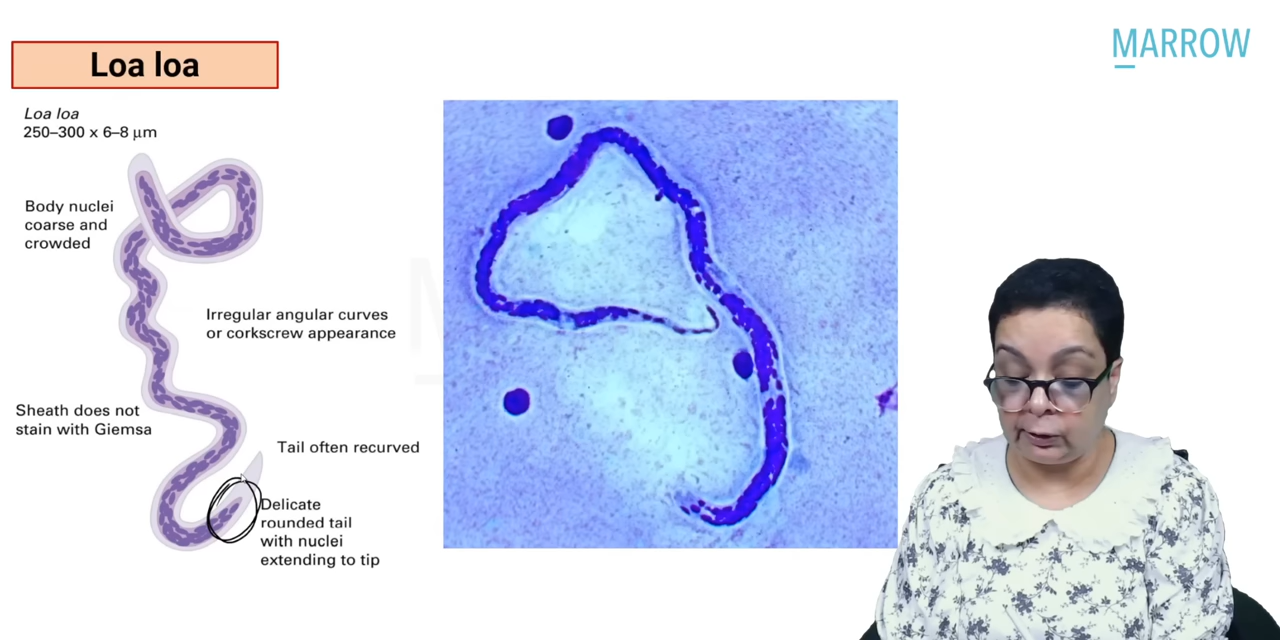 MARROW
Loa loa
Loa loa
250–300 x 6–8 μm
Body nuclei
coarse and
crowded
Irregular angular curves
or corkscrew appearance
Sheath does not
stain with Giemsa
Tail often recurved
Delicate
rounded tail
with nuclei
extending to tip